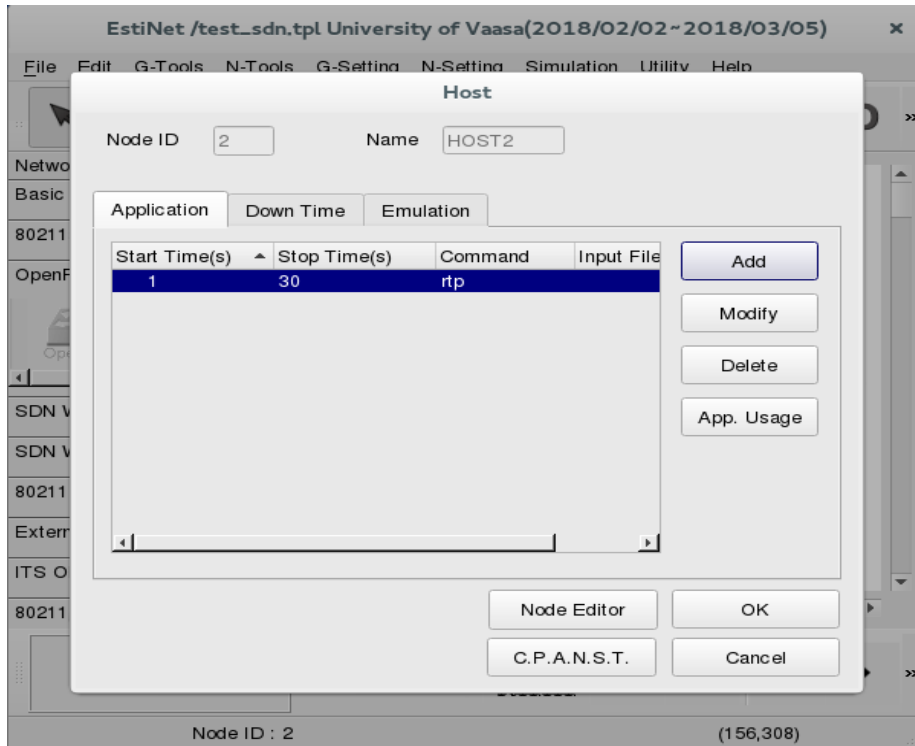 EstiNet /test_sdn.tpl University of Vaasa(2018/02/02~2018/03/05)
File Edit G-Tools N-Tools G-Setting N-Setting Simulation Utility Help
Host
Node ID 2 Name HOST2
Netwo
Basic
80211
OpenF
Ope
SDN W
SDN W
80211
Extern
ITS O
80211
Application Down Time Emulation
Start Time(s) Stop Time(s) Command Input File
1 30 rtp
Add
Modify
Delete
App. Usage
Node Editor OK
C.P.A.N.S.T. Cancel
Node ID : 2 (156,308)